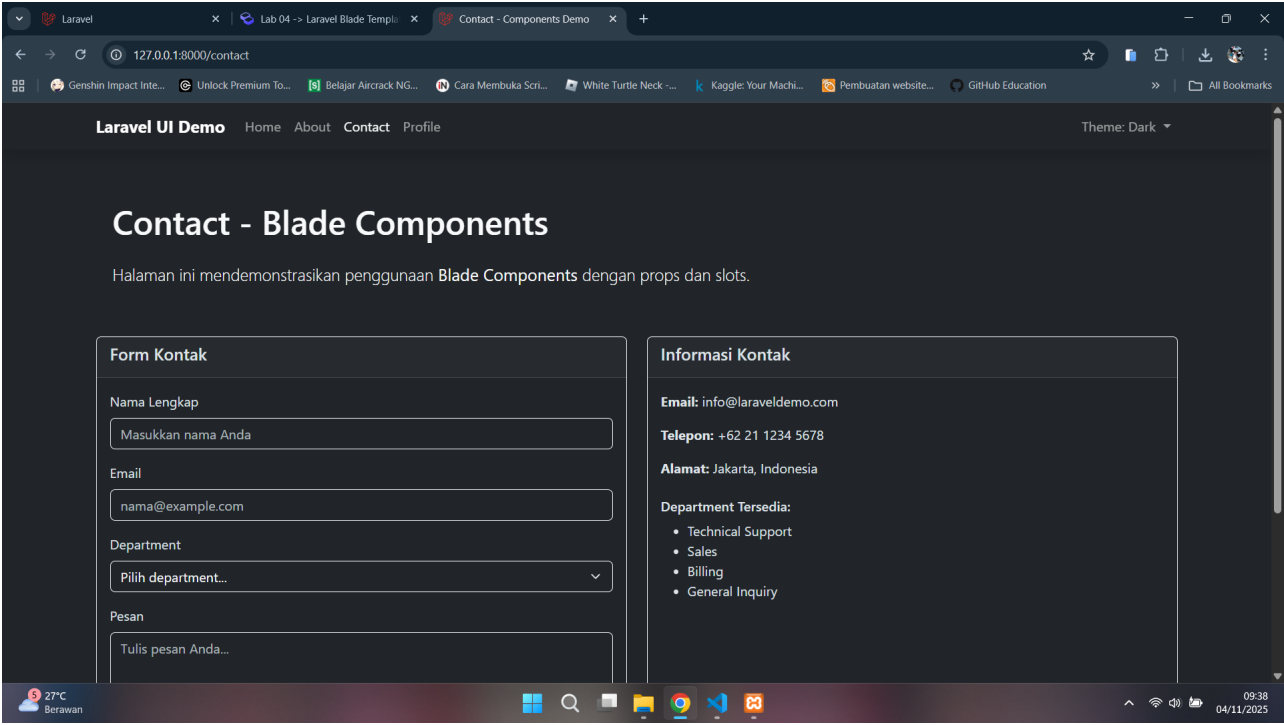 Laravel
Lab 04 -> Laravel Blade Templa
Contact - Components Demo
127.0.0.1:8000/contact
Genshin Impact Inte...
Unlock Premium To...
Belajar Aircrack NG...
Cara Membuka Scri...
White Turtle Neck -...
Kaggle: Your Machi...
Pembuatan website...
GitHub Education
All Bookmarks
Laravel UI Demo
Home
About
Contact
Profile
Theme: Dark
Contact - Blade Components
Halaman ini mendemonstrasikan penggunaan Blade Components dengan props dan slots.
Form Kontak
Nama Lengkap
Masukkan nama Anda
Email
nama@example.com
Department
Pilih department...
Pesan
Tulis pesan Anda...
Informasi Kontak
Email: info@laraveldemo.com
Telepon: +62 21 1234 5678
Alamat: Jakarta, Indonesia
Department Tersedia:
Technical Support
Sales
Billing
General Inquiry
5
27°C
Berawan
09:38
04/11/2025